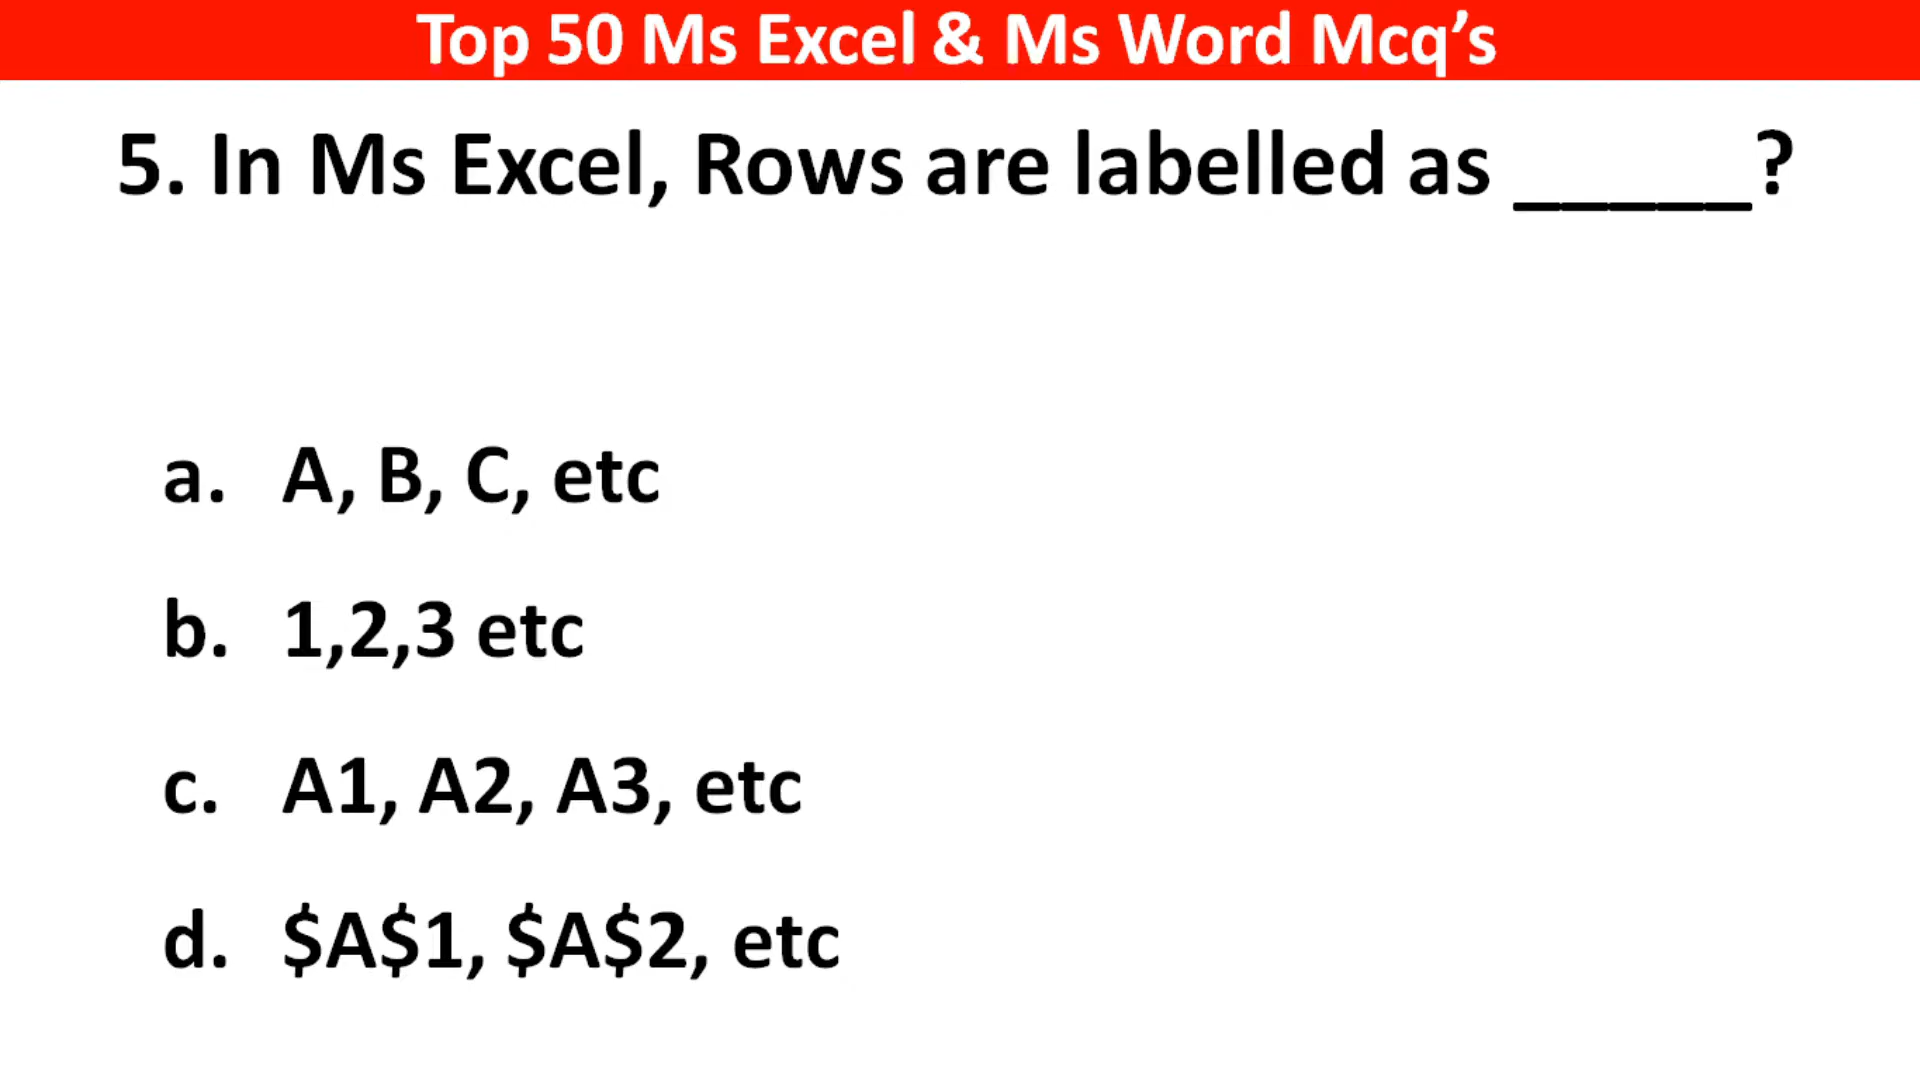 Top 50 Ms Excel & Ms Word Mcq's
5. In Ms Excel, Rows are labelled as _____?
a. A, B, C, etc
b. 1,2,3 etc
c. A1, A2, A3, etc
d. $A$1, $A$2, etc